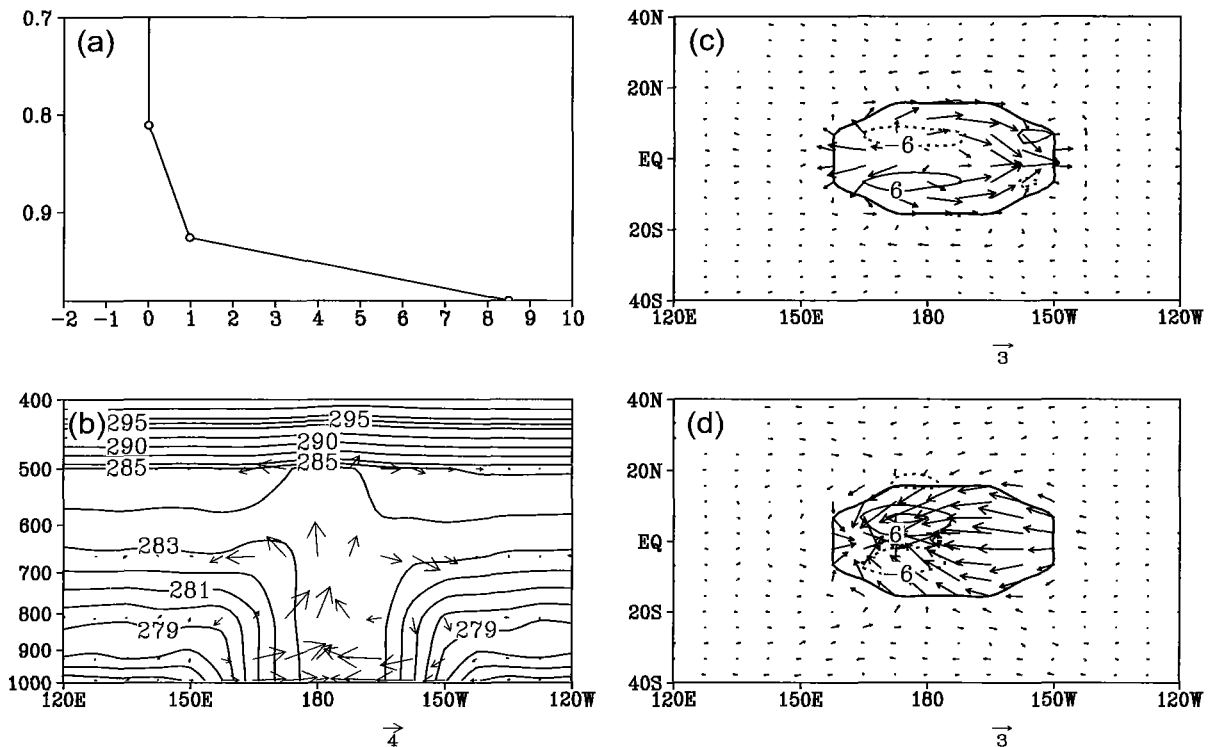 (a)
0.7
0.8
0.9
-2 -1 0 1 2 3 4 5 6 7 8 9 10
(c)
40N
20N
EQ
20S
40S
-6
6
120E 150E 180 150W 120W
3
(b)
400
500
600
700
800
900
1000
295 295
290 290
285 285
283
281
279 279
120E 150E 180 150W 120W
4
(d)
40N
20N
EQ
20S
40S
6
-6
120E 150E 180 150W 120W
3